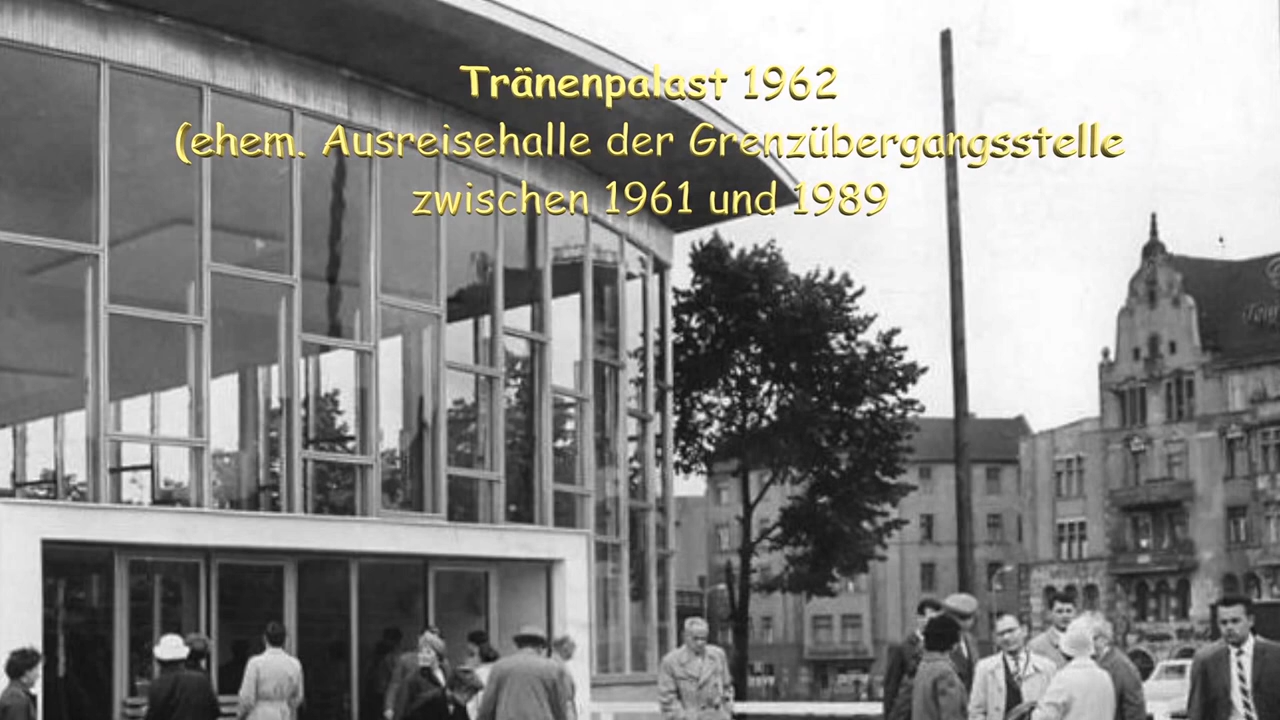 Tränenpalast 1962
(ehem. Ausreisehalle der Grenzübergangsstelle
zwischen 1961 und 1989